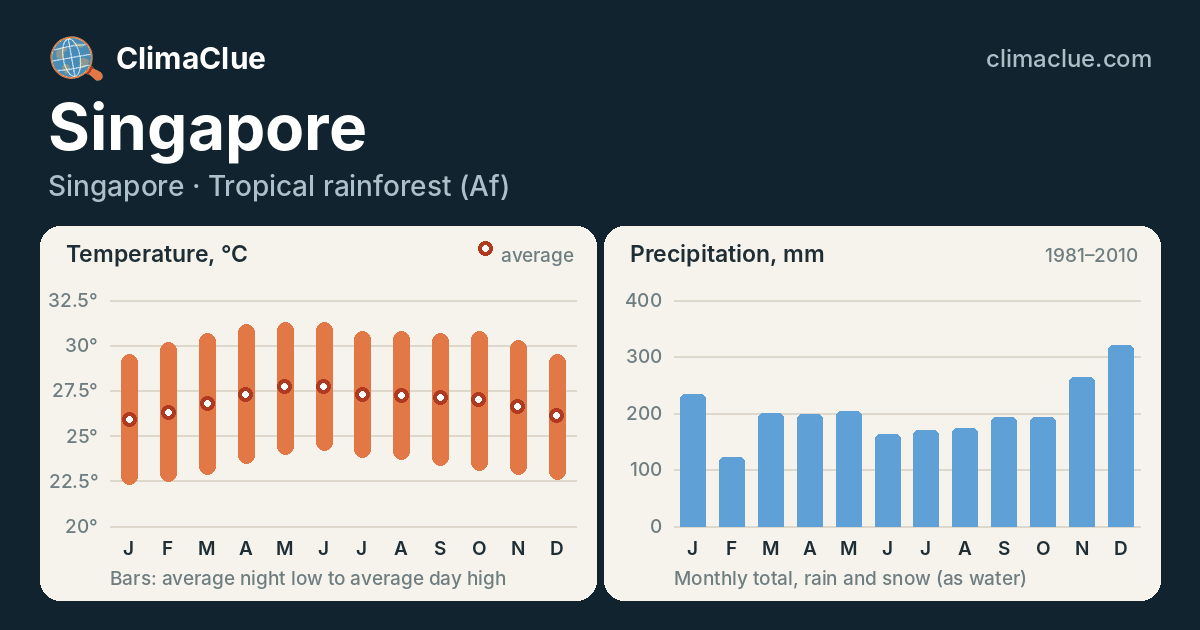 ClimaClue
climaclue.com
Singapore
Singapore · Tropical rainforest (Af)
Temperature, °C
average
32.5°
30°
27.5°
25°
22.5°
20°
J F M A M J J A S O N D
Bars: average night low to average day high
Precipitation, mm
1981–2010
400
300
200
100
0
J F M A M J J A S O N D
Monthly total, rain and snow (as water)